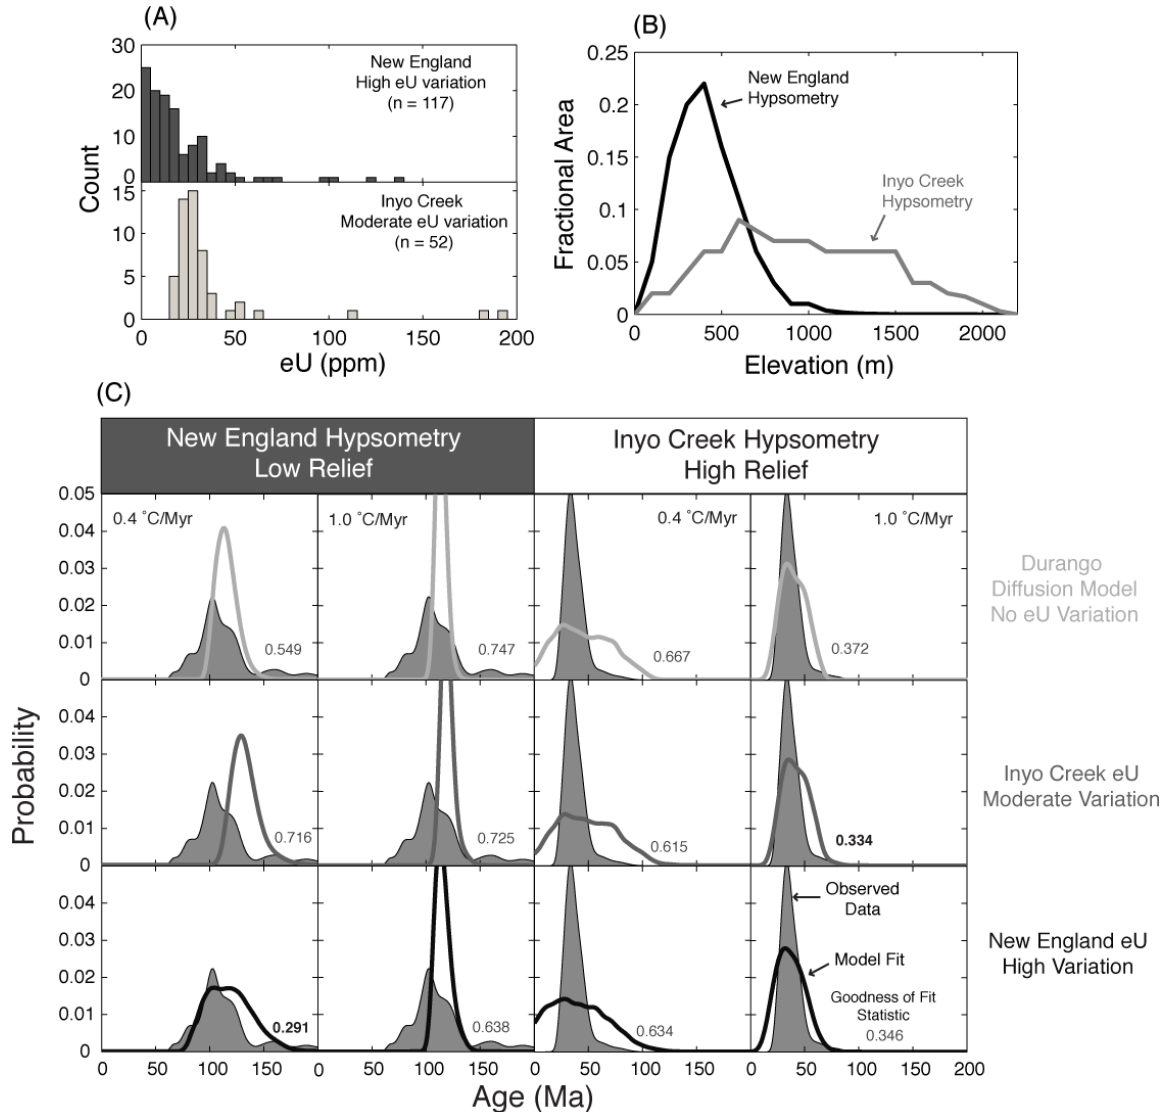 (A)
30
20
10
0
15
10
5
0
Count
New England
High eU variation
(n = 117)
Inyo Creek
Moderate eU variation
(n = 52)
0
50
100
150
200
eU (ppm)
(B)
0.25
0.2
0.15
0.1
0.05
0
Fractional Area
New England
Hypsometry
Inyo Creek
Hypsometry
0
500
1000
1500
2000
Elevation (m)
(C)
New England Hypsometry
Low Relief
Inyo Creek Hypsometry
High Relief
Probability
0.05
0.04
0.03
0.02
0.01
0
0.4 ˚C/Myr
0.549
1.0 ˚C/Myr
0.747
0.4 ˚C/Myr
0.667
1.0 ˚C/Myr
0.372
Durango
Diffusion Model
No eU Variation
0.04
0.03
0.02
0.01
0
0.716
0.725
0.615
0.334
Inyo Creek eU
Moderate Variation
0.04
0.03
0.02
0.01
0
0.291
0.638
0.634
Observed
Data
Model Fit
Goodness of Fit
Statistic
0.346
New England eU
High Variation
0
50
100
150
0
50
100
150
0
50
100
150
0
50
100
150
200
Age (Ma)